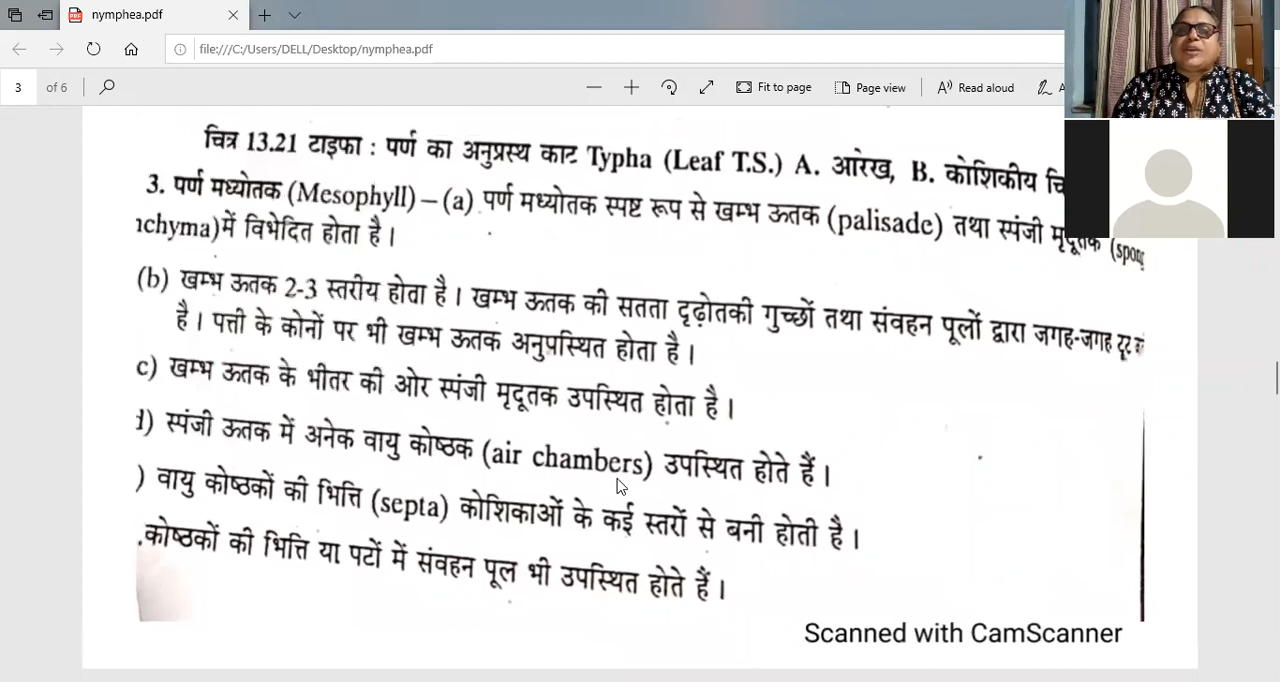 nymphea.pdf
file:///C:/Users/DELL/Desktop/nymphea.pdf
3 of 6 Fit to page Page view Read aloud
चित्र 13.21 टाइफा : पर्ण का अनुप्रस्थ काट Typha (Leaf T.S.) A. आरेख, B. कोशिकीय
3. पर्ण मध्योतक (Mesophyll) – (a) पर्ण मध्योतक स्पष्ट रूप से खम्भ ऊतक (palisade) तथा स्पंजी मृदूतक
में विभेदित होता है।
(b) खम्भ ऊतक 2-3 स्तरीय होता है। खम्भ ऊतक की सतता दृढ़ोतकी गुच्छों तथा संवहन पूलों द्वारा जगह-जगह
है। पत्ती के कोनों पर भी खम्भ ऊतक अनुपस्थित होता है।
c) खम्भ ऊतक के भीतर की ओर स्पंजी मृदूतक उपस्थित होता है।
) स्पंजी ऊतक में अनेक वायु कोष्ठक (air chambers) उपस्थित होते हैं।
) वायु कोष्ठकों की भित्ति (septa) कोशिकाओं के कई स्तरों से बनी होती है।
कोष्ठकों की भित्ति या पटों में संवहन पूल भी उपस्थित होते हैं।
Scanned with CamScanner